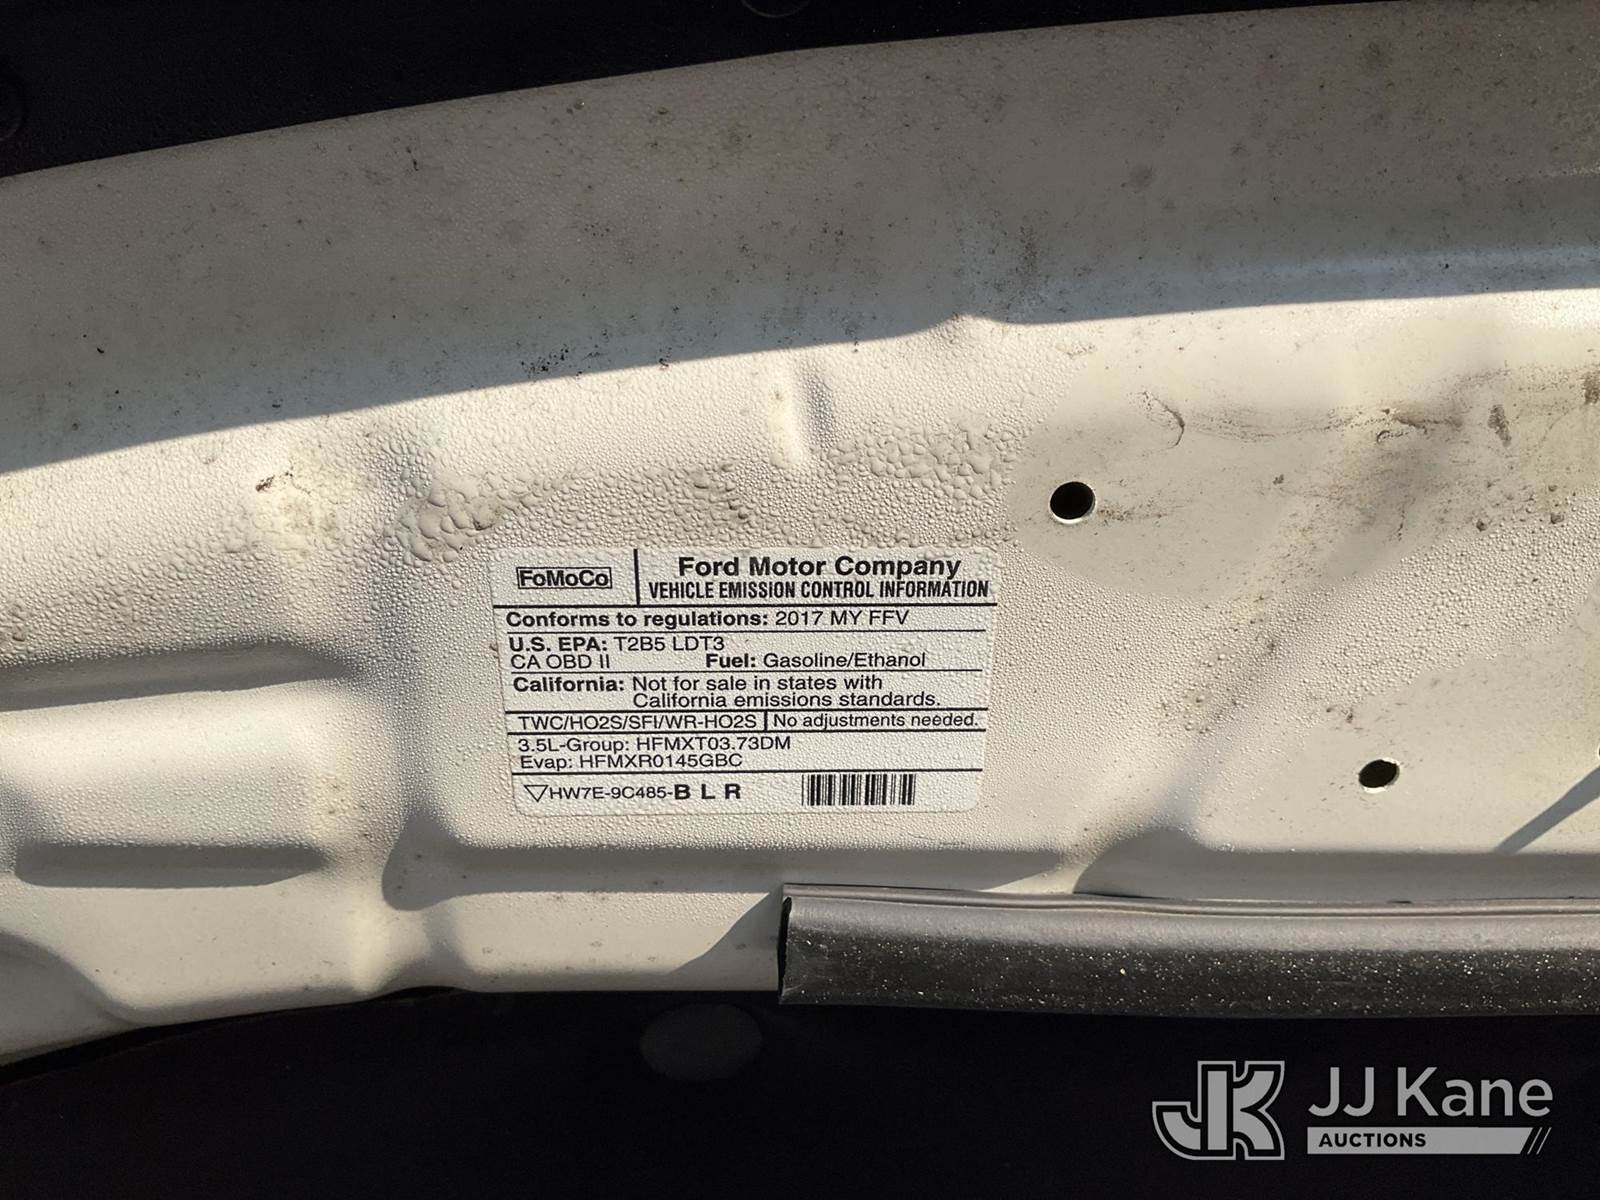 FoMoCo
Ford Motor Company
VEHICLE EMISSION CONTROL INFORMATION
Conforms to regulations: 2017 MY FFV
U.S. EPA: T2B5 LDT3
CA OBD II Fuel: Gasoline/Ethanol
California: Not for sale in states with
California emissions standards.
TWC/HO2S/SFI/WR-HO2S No adjustments needed.
3.5L-Group: HFMXT03.73DM
Evap: HFMXR0145GBC
HW7E-9C485-B L R
JK JJ Kane
AUCTIONS